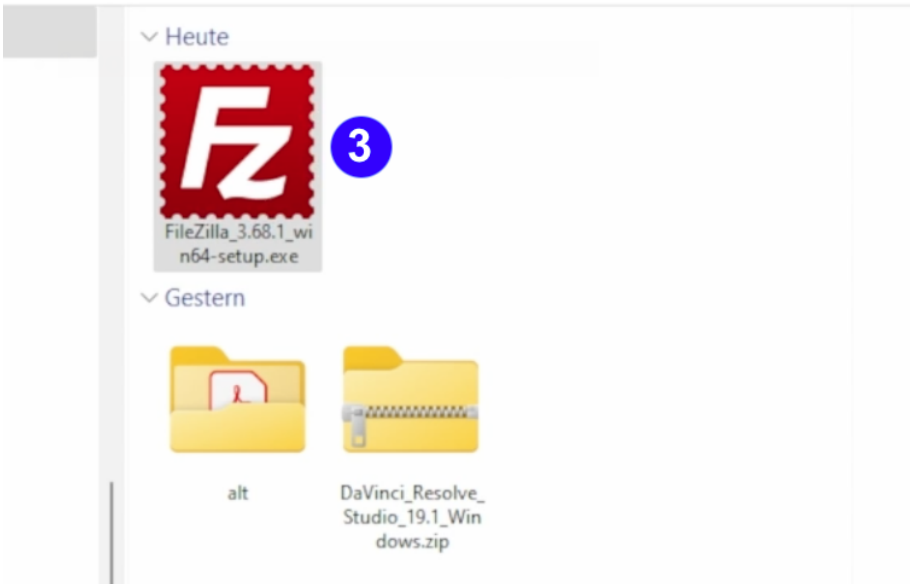 Heute
Fz
3
FileZilla_3.68.1_wi
n64-setup.exe
Gestern
alt
DaVinci_Resolve_
Studio_19.1_Win
dows.zip